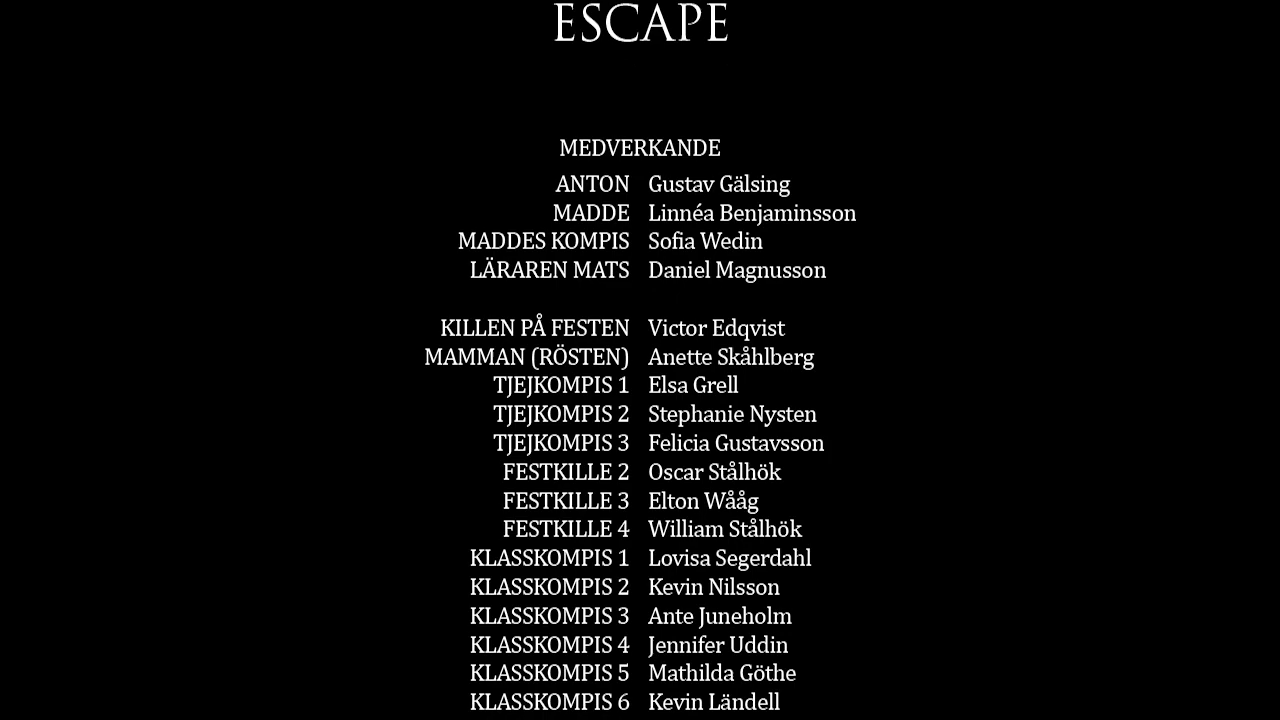 ESCAPE
MEDVERKANDE
ANTON Gustav Gälsing
MADDE Linnéa Benjaminsson
MADDES KOMPIS Sofia Wedin
LÄRAREN MATS Daniel Magnusson
KILLEN PÅ FESTEN Victor Edqvist
MAMMAN (RÖSTEN) Anette Skåhlberg
TJEJKOMPIS 1 Elsa Grell
TJEJKOMPIS 2 Stephanie Nysten
TJEJKOMPIS 3 Felicia Gustavsson
FESTKILLE 2 Oscar Stålhök
FESTKILLE 3 Elton Wååg
FESTKILLE 4 William Stålhök
KLASSKOMPIS 1 Lovisa Segerdahl
KLASSKOMPIS 2 Kevin Nilsson
KLASSKOMPIS 3 Ante Juneholm
KLASSKOMPIS 4 Jennifer Uddin
KLASSKOMPIS 5 Mathilda Göthe
KLASSKOMPIS 6 Kevin Ländell